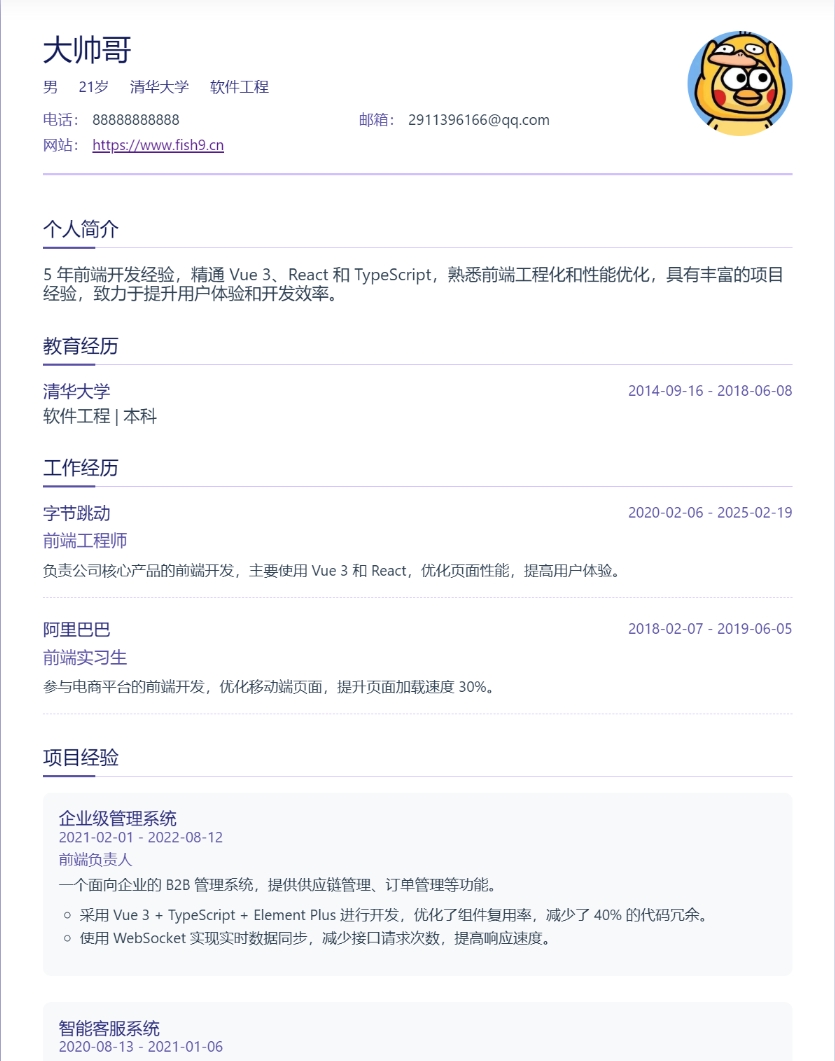 大帅哥
男 21岁 清华大学 软件工程
电话： 88888888888 邮箱： 2911396166@qq.com
网站： https://www.fish9.cn
个人简介
5 年前端开发经验，精通 Vue 3、React 和 TypeScript，熟悉前端工程化和性能优化，具有丰富的项目
经验，致力于提升用户体验和开发效率。
教育经历
清华大学 2014-09-16 - 2018-06-08
软件工程 | 本科
工作经历
字节跳动 2020-02-06 - 2025-02-19
前端工程师
负责公司核心产品的前端开发，主要使用 Vue 3 和 React，优化页面性能，提高用户体验。
阿里巴巴 2018-02-07 - 2019-06-05
前端实习生
参与电商平台的前端开发，优化移动端页面，提升页面加载速度 30%。
项目经验
企业级管理系统
2021-02-01 - 2022-08-12
前端负责人
一个面向企业的 B2B 管理系统，提供供应链管理、订单管理等功能。
采用 Vue 3 + TypeScript + Element Plus 进行开发，优化了组件复用率，减少了 40% 的代码冗余。
使用 WebSocket 实现实时数据同步，减少接口请求次数，提高响应速度。
智能客服系统
2020-08-13 - 2021-01-06